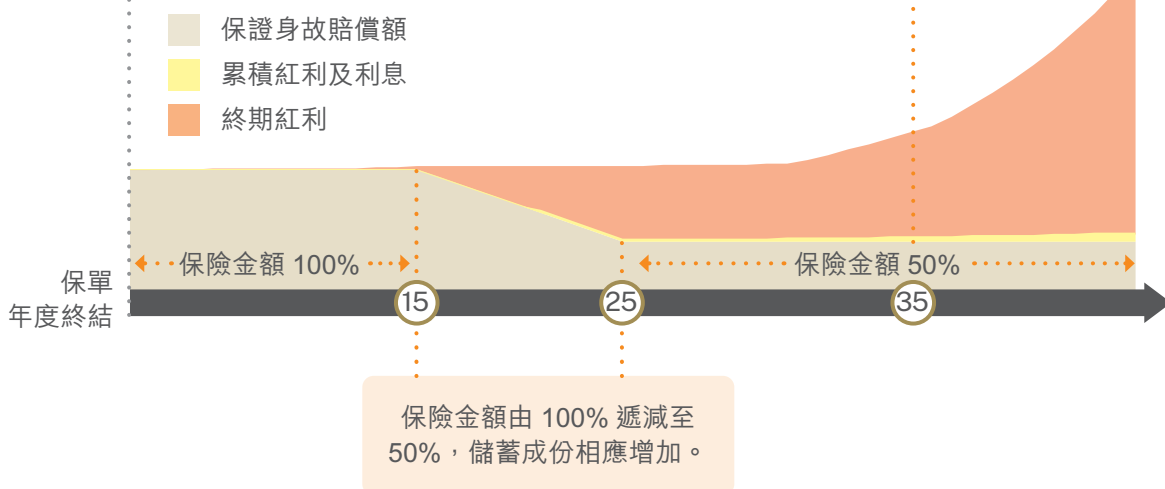 保證身故賠償額
累積紅利及利息
終期紅利
保險金額 100%
保險金額 50%
保單
年度終結
15
25
35
保險金額由 100% 遞減至
50%，儲蓄成份相應增加。